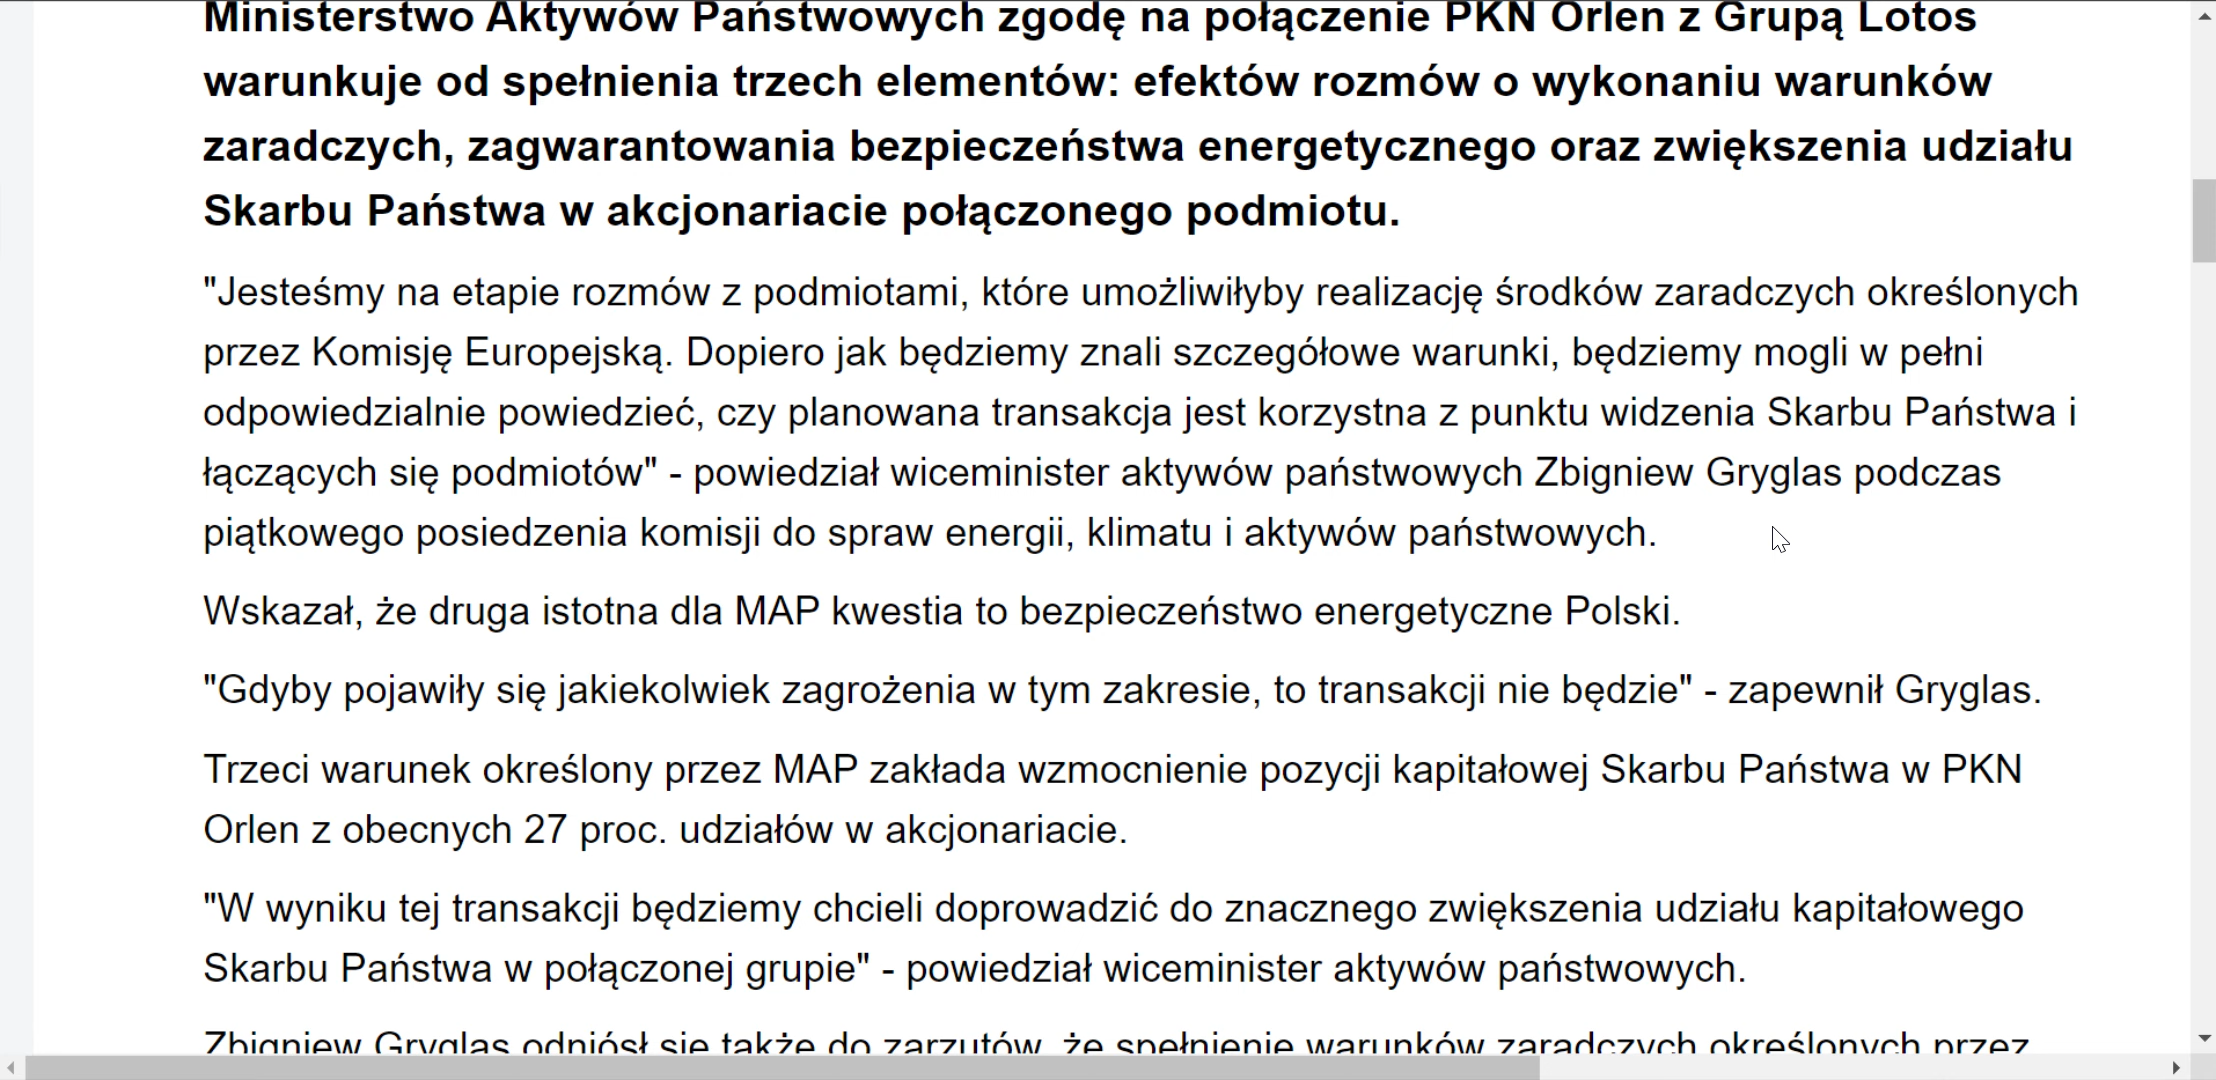 Ministerstwo Aktywów Państwowych zgodę na połączenie PKN Orlen z Grupą Lotos
warunkuje od spełnienia trzech elementów: efektów rozmów o wykonaniu warunków
zaradczych, zagwarantowania bezpieczeństwa energetycznego oraz zwiększenia udziału
Skarbu Państwa w akcjonariacie połączonego podmiotu.
"Jesteśmy na etapie rozmów z podmiotami, które umożliwiłyby realizację środków zaradczych określonych
przez Komisję Europejską. Dopiero jak będziemy znali szczegółowe warunki, będziemy mogli w pełni
odpowiedzialnie powiedzieć, czy planowana transakcja jest korzystna z punktu widzenia Skarbu Państwa i
łączących się podmiotów" - powiedział wiceminister aktywów państwowych Zbigniew Gryglas podczas
piątkowego posiedzenia komisji do spraw energii, klimatu i aktywów państwowych.
Wskazał, że druga istotna dla MAP kwestia to bezpieczeństwo energetyczne Polski.
"Gdyby pojawiły się jakiekolwiek zagrożenia w tym zakresie, to transakcji nie będzie" - zapewnił Gryglas.
Trzeci warunek określony przez MAP zakłada wzmocnienie pozycji kapitałowej Skarbu Państwa w PKN
Orlen z obecnych 27 proc. udziałów w akcjonariacie.
"W wyniku tej transakcji będziemy chcieli doprowadzić do znacznego zwiększenia udziału kapitałowego
Skarbu Państwa w połączonej grupie" - powiedział wiceminister aktywów państwowych.
Zbigniew Gryglas odniósł się także do zarzutów, że spełnienie warunków zaradczych określonych przez